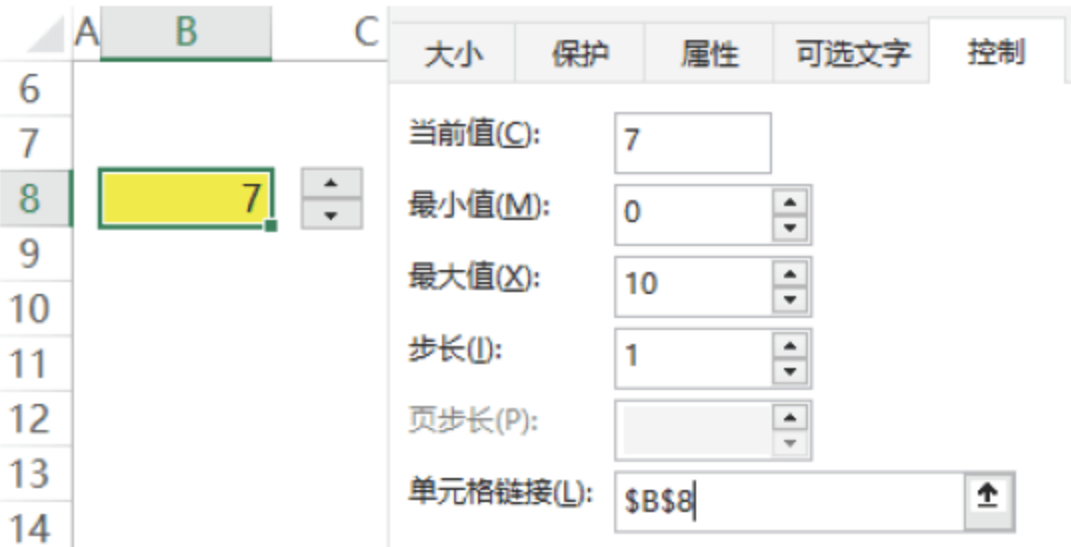 A B C
6
7
8 7
9
10
11
12
13
14
大小 保护 属性 可选文字 控制
当前值(C): 7
最小值(M): 0
最大值(X): 10
步长(I): 1
页步长(P):
单元格链接(L): $B$8